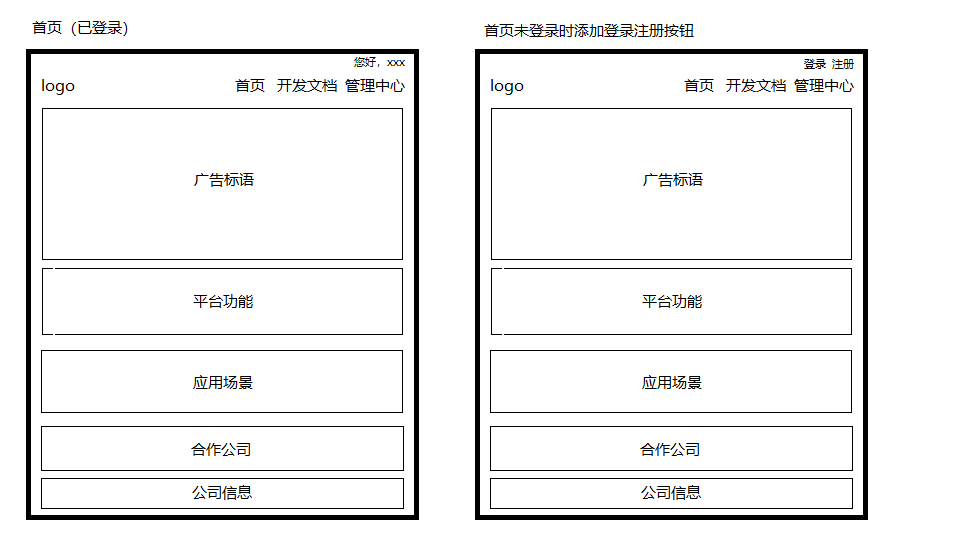 首页（已登录）
您好，xxx
logo 首页 开发文档 管理中心
广告标语
平台功能
应用场景
合作公司
公司信息
首页未登录时添加登录注册按钮
登录 注册
logo 首页 开发文档 管理中心
广告标语
平台功能
应用场景
合作公司
公司信息